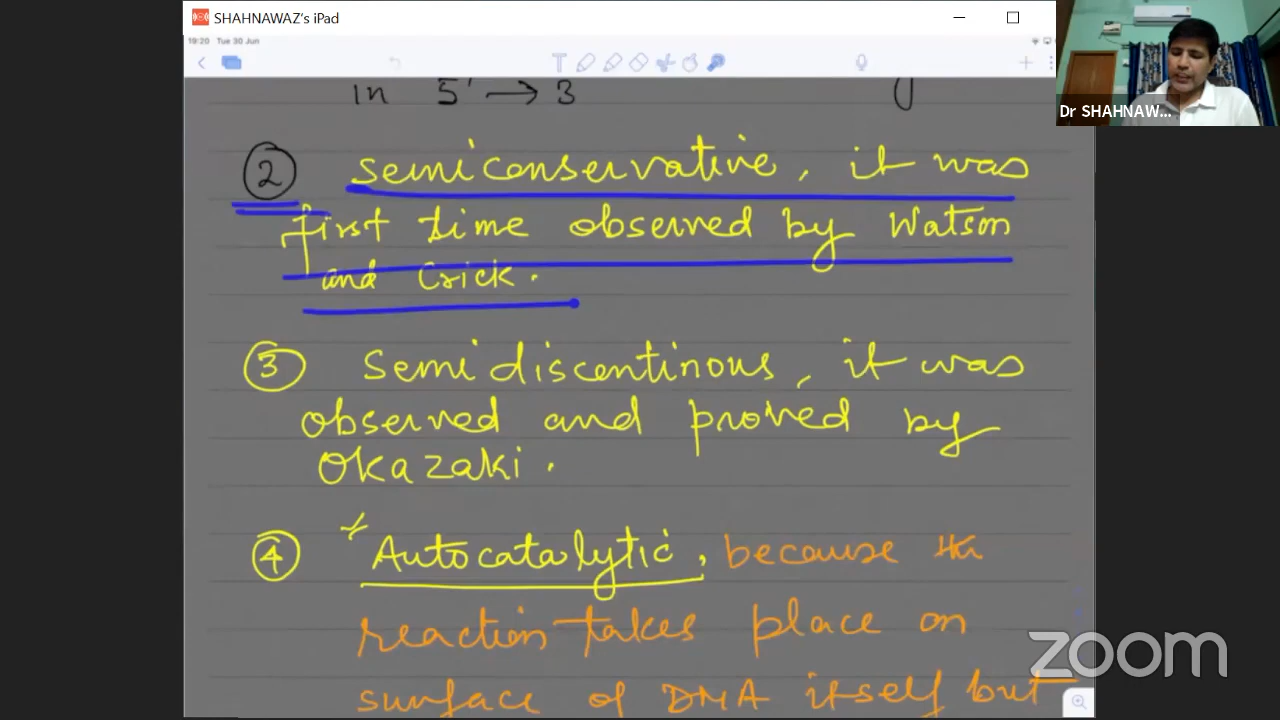 SHAHNAWAZ's iPad
19:20 Tue 30 Jun
in 5' → 3
② semiconservative, it was
first time observed by Watson
and Crick.
③ semidiscontinous, it was
observed and proved by
Okazaki.
④ *Autocatalytic, because the
reaction takes place on
surface of DNA itself but
Dr SHAHNAW...
zoom